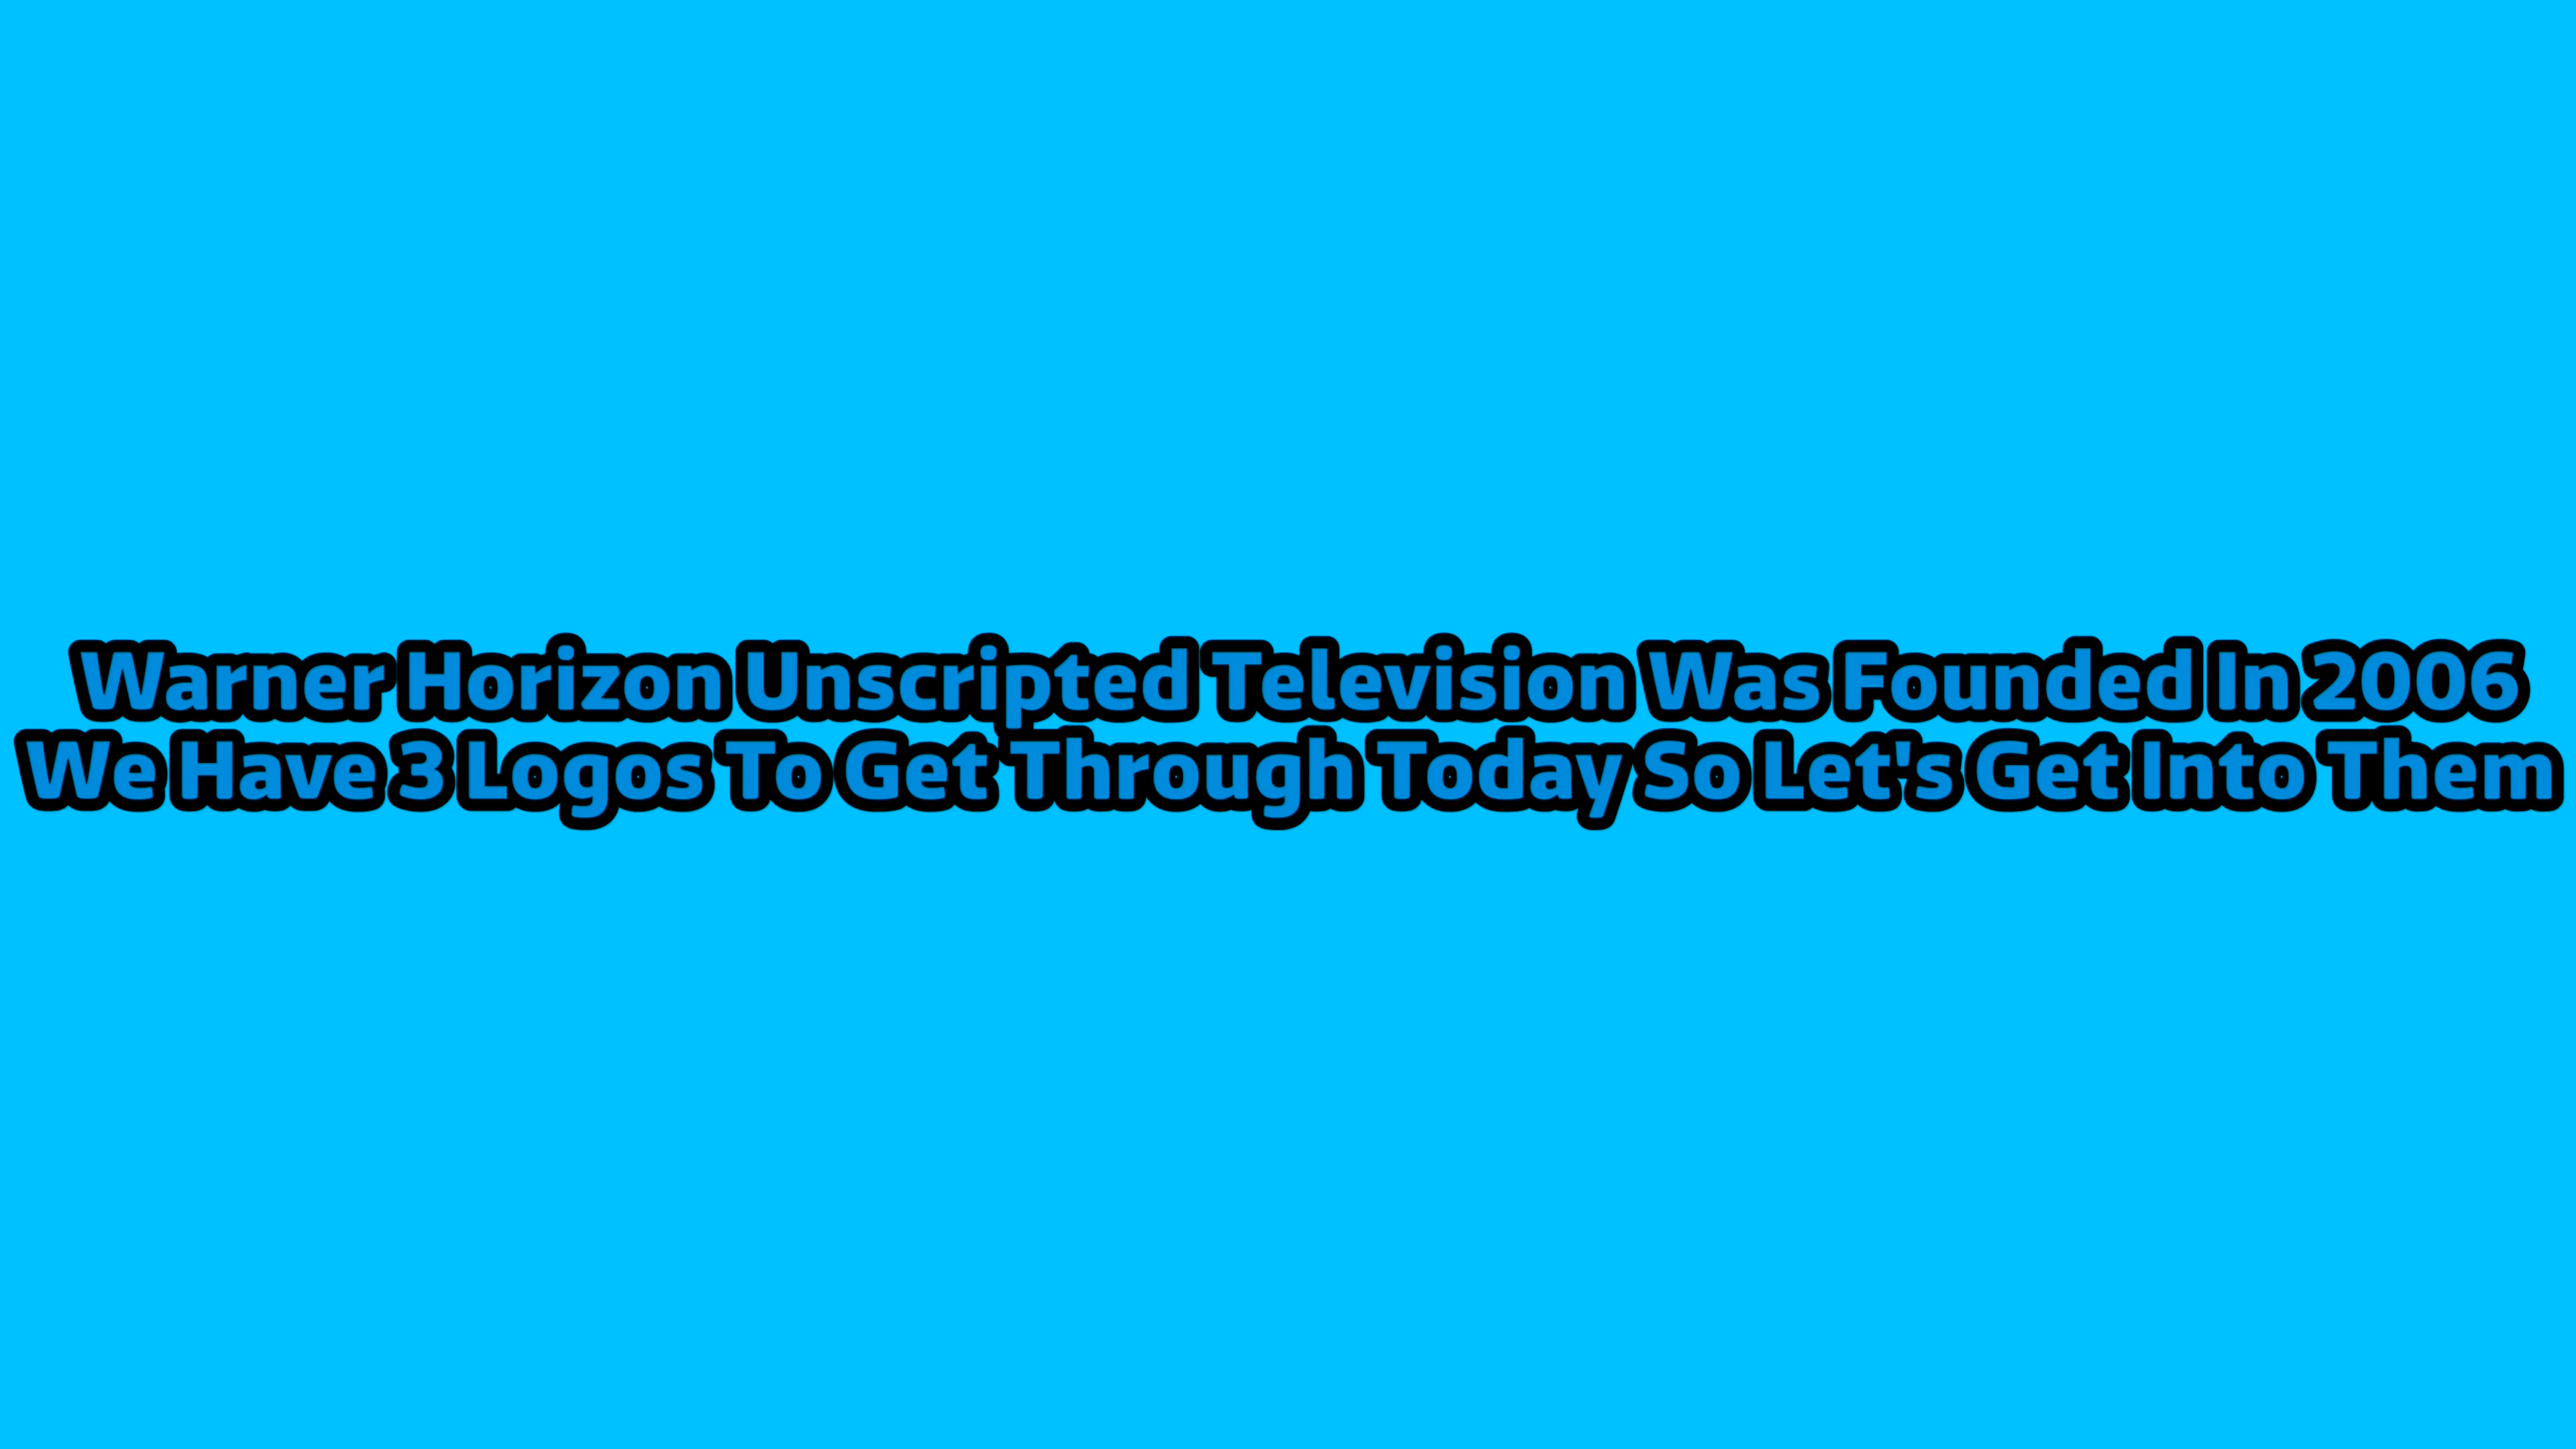 Warner Horizon Unscripted Television Was Founded In 2006
We Have 3 Logos To Get Through Today So Let's Get Into Them